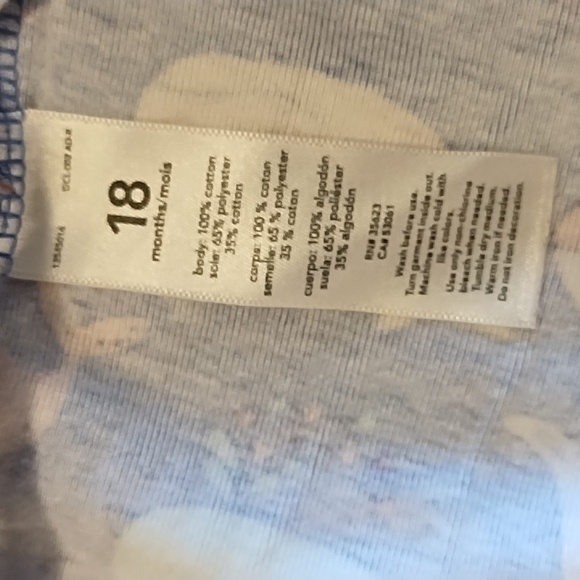 18
months/mois
body: 100% cotton
sole: 65% polyester
35% cotton
corps: 100 % coton
semelle: 65 % polyester
35 % coton
cuerpo: 100% algodón
suela: 65% poliéster
35% algodón
RN# 35423
CA# 53061
Wash before use.
Turn garment inside out.
Machine wash cold with
like colors.
Use only non-chlorine
bleach when needed.
Tumble dry medium.
Warm iron if needed.
Do not iron decoration.